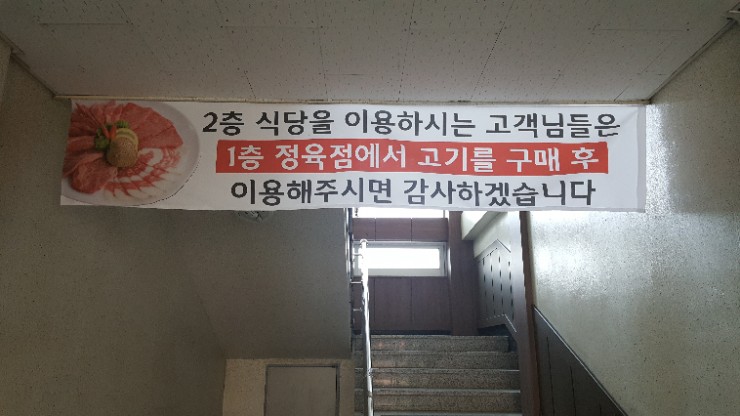 2층 식당을 이용하시는 고객님들은
1층 정육점에서 고기를 구매 후
이용해주시면 감사하겠습니다